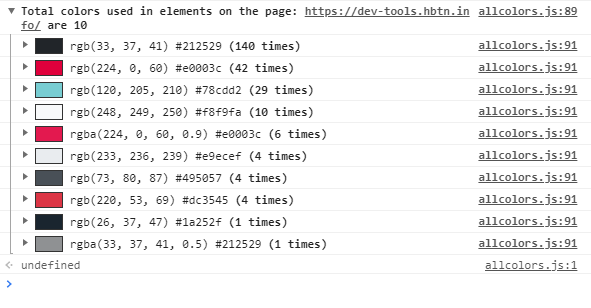 Total colors used in elements on the page: https://dev-tools.hbtn.in allcolors.js:89
fo/ are 10
rgb(33, 37, 41) #212529 (140 times) allcolors.js:91
rgb(224, 0, 60) #e0003c (42 times) allcolors.js:91
rgb(120, 205, 210) #78cdd2 (29 times) allcolors.js:91
rgb(248, 249, 250) #f8f9fa (10 times) allcolors.js:91
rgba(224, 0, 60, 0.9) #e0003c (6 times) allcolors.js:91
rgb(233, 236, 239) #e9ecef (4 times) allcolors.js:91
rgb(73, 80, 87) #495057 (4 times) allcolors.js:91
rgb(220, 53, 69) #dc3545 (4 times) allcolors.js:91
rgb(26, 37, 47) #1a252f (1 times) allcolors.js:91
rgba(33, 37, 41, 0.5) #212529 (1 times) allcolors.js:91
undefined allcolors.js:1